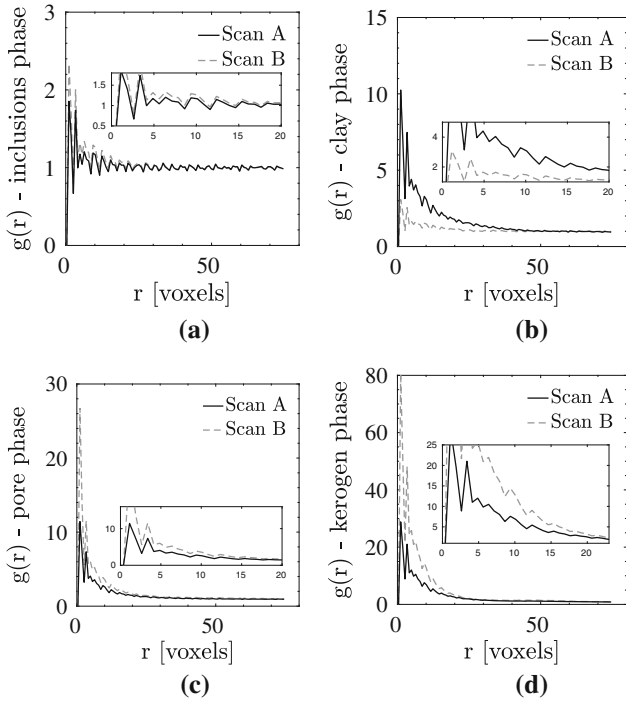 g(r) - inclusions phase
3
2
1
0
Scan A
Scan B
1.5
1
0.5
0 5 10 15 20
0 50
r [voxels]
(a)
g(r) - clay phase
15
10
5
0
Scan A
Scan B
4
2
0 5 10 15 20
0 50
r [voxels]
(b)
g(r) - pore phase
30
20
10
0
Scan A
Scan B
10
0
0 5 10 15 20
0 50
r [voxels]
(c)
g(r) - kerogen phase
80
60
40
20
0
Scan A
Scan B
25
20
15
10
5
0 5 10 15 20
0 50
r [voxels]
(d)